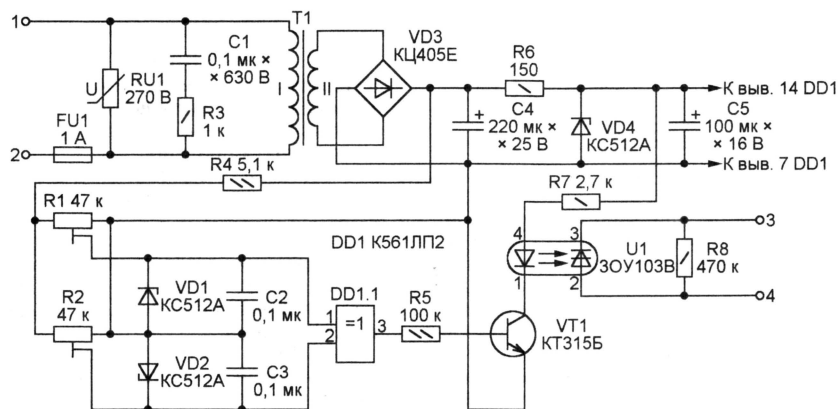 1
T1
VD3
КЦ405Е
C1
0,1 мк ×
× 630 В
U
RU1
270 В
R3
1 к
I
II
FU1
1 А
2
R6
150
К выв. 14 DD1
C4
220 мк ×
× 25 В
VD4
КС512А
C5
100 мк ×
× 16 В
К выв. 7 DD1
R4 5,1 к
R7 2,7 к
R1 47 к
DD1 К561ЛП2
4
3
3
U1
ЗОУ103В
R8
470 к
1
2
4
R2
47 к
VD1
КС512А
C2
0,1 мк
DD1.1
1
=1
3
2
R5
100 к
VT1
КТ315Б
VD2
КС512А
C3
0,1 мк